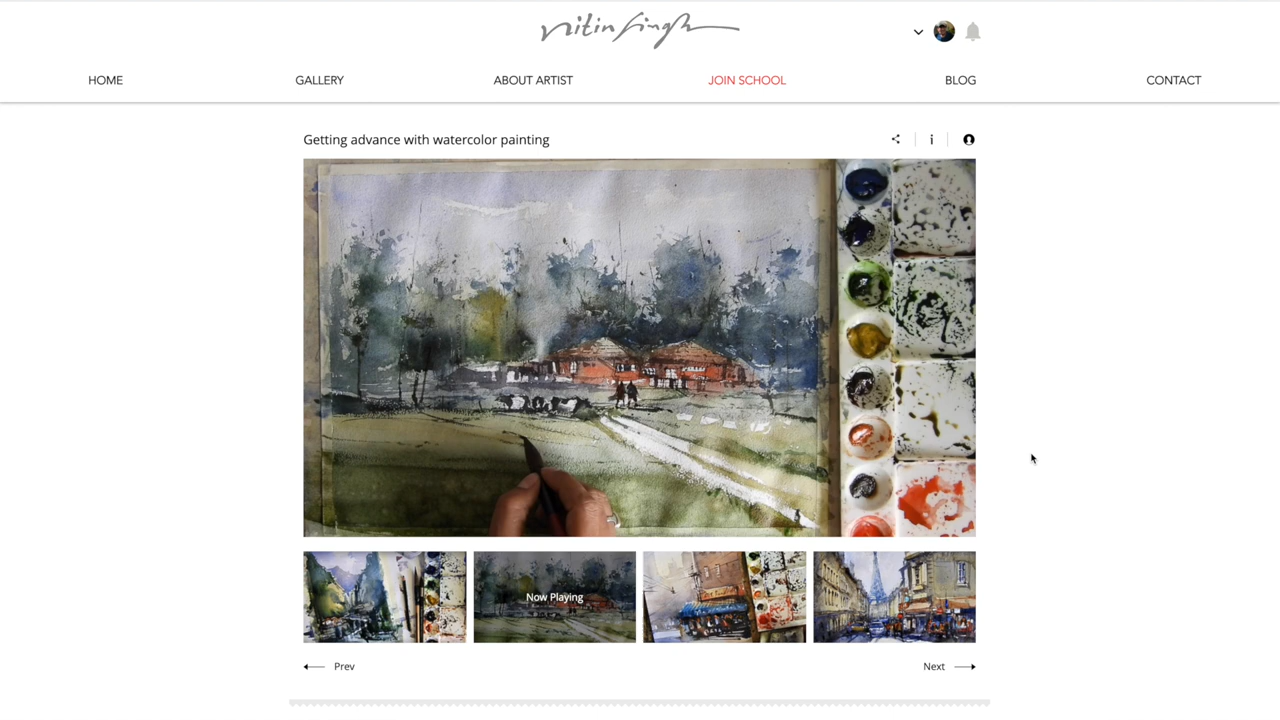 nitin singh
HOME GALLERY ABOUT ARTIST JOIN SCHOOL BLOG CONTACT
Getting advance with watercolor painting
Now Playing
Prev Next